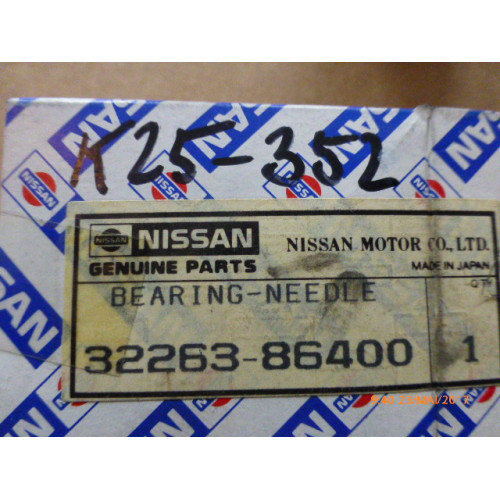 K25-352
NISSAN NISSAN MOTOR CO., LTD.
GENUINE PARTS MADE IN JAPAN
BEARING-NEEDLE
32263-86400 1